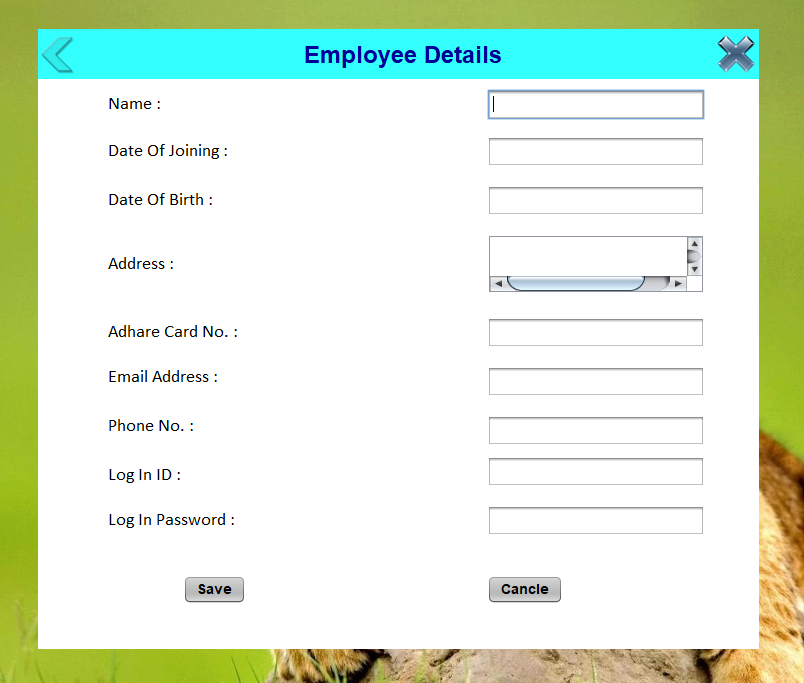 Employee Details
Name :
Date Of Joining :
Date Of Birth :
Address :
Adhare Card No. :
Email Address :
Phone No. :
Log In ID :
Log In Password :
Save Cancle